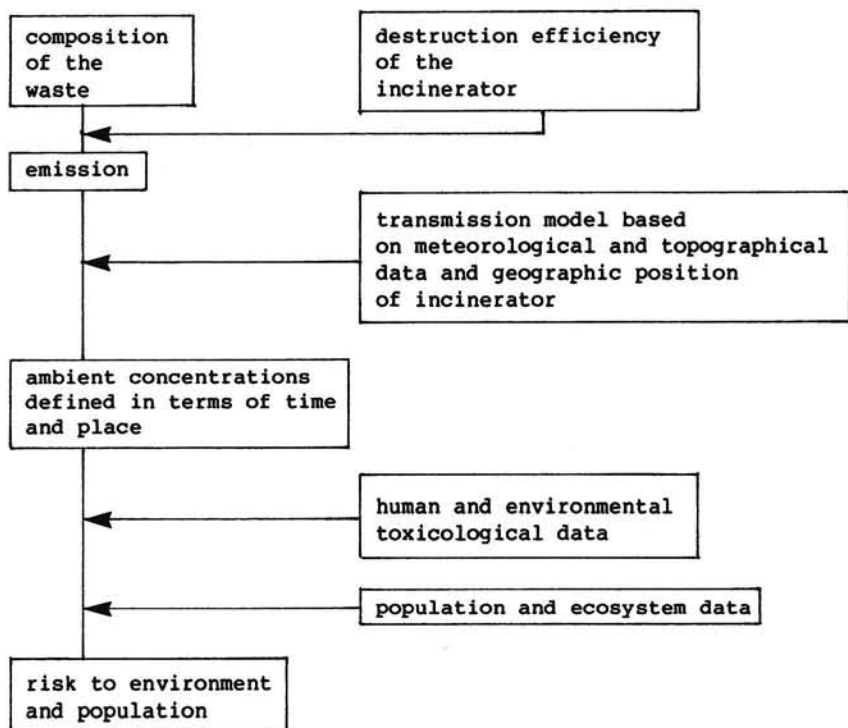 composition
of the
waste
destruction efficiency
of the
incinerator
emission
transmission model based
on meteorological and topographical
data and geographic position
of incinerator
ambient concentrations
defined in terms of time
and place
human and environmental
toxicological data
population and ecosystem data
risk to environment
and population